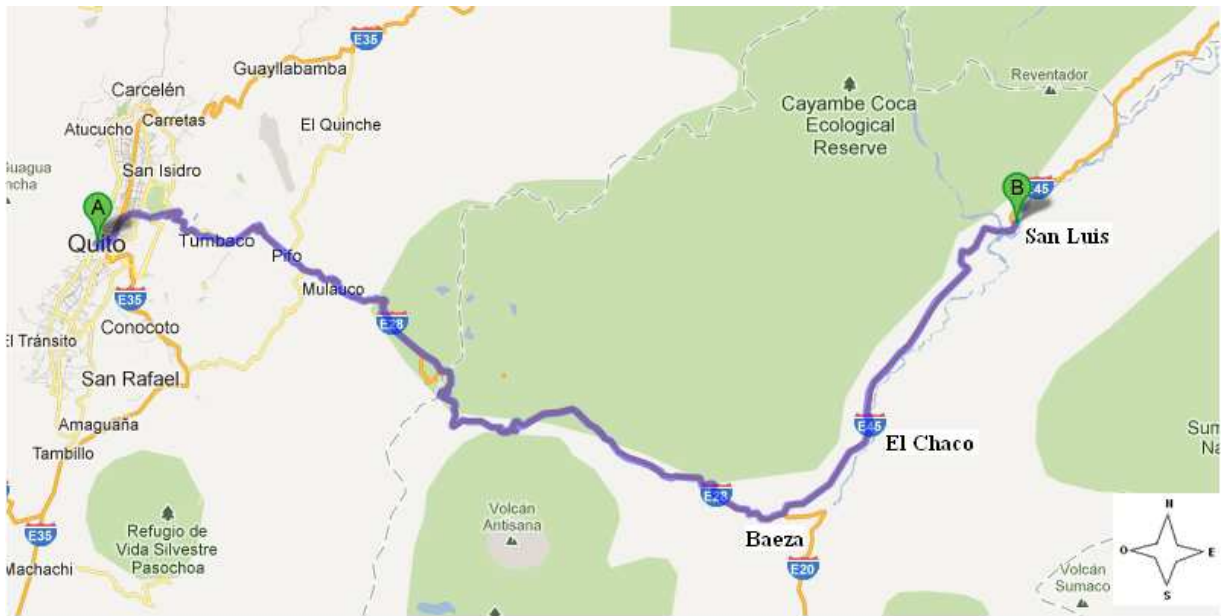 E35
Guayllabamba
Carcelén
Carretas
Atucucho
El Quinche
San Isidro
Guagua
A
Quito
Tumbaco
Pifo
Mulauco
E35
E28
Conocoto
El Tránsito
San Rafael
Amaguaña
Tambillo
E35
Machachi
Refugio de
Vida Silvestre
Pasochoa
Cayambe Coca
Ecological
Reserve
Reventador
B
E45
San Luis
E45
El Chaco
E28
Baeza
E20
Volcán
Antisana
Volcán
Sumaco
N
O
E
S